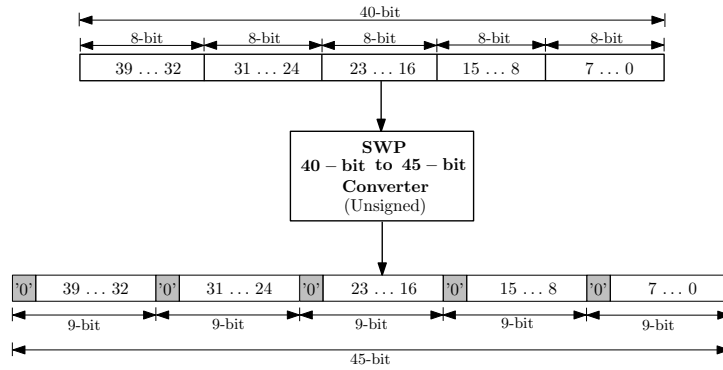 40-bit
8-bit 8-bit 8-bit 8-bit 8-bit
39 ... 32 31 ... 24 23 ... 16 15 ... 8 7 ... 0
SWP
40 − bit to 45 − bit
Converter
(Unsigned)
'0' 39 ... 32 '0' 31 ... 24 '0' 23 ... 16 '0' 15 ... 8 '0' 7 ... 0
9-bit 9-bit 9-bit 9-bit 9-bit
45-bit